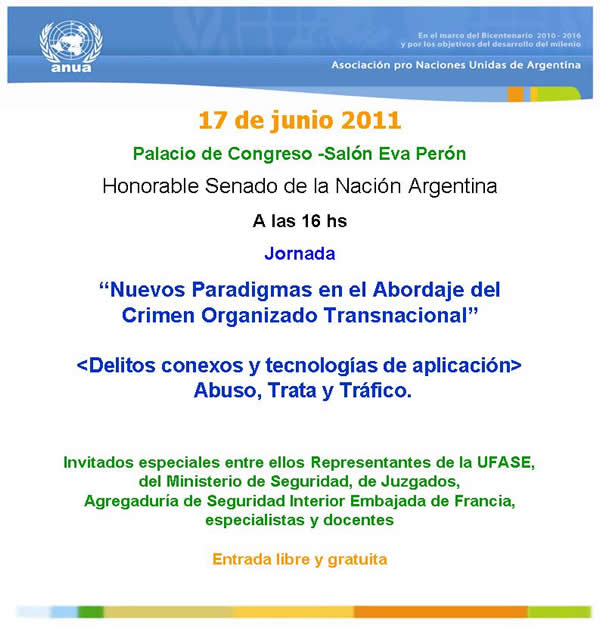 anua
En el marco del Bicentenario 2010 - 2016
y por los objetivos del desarrollo del milenio
Asociación pro Naciones Unidas de Argentina
17 de junio 2011
Palacio de Congreso -Salón Eva Perón
Honorable Senado de la Nación Argentina
A las 16 hs
Jornada
“Nuevos Paradigmas en el Abordaje del
Crimen Organizado Transnacional”
<Delitos conexos y tecnologías de aplicación>
Abuso, Trata y Tráfico.
Invitados especiales entre ellos Representantes de la UFASE,
del Ministerio de Seguridad, de Juzgados,
Agregaduría de Seguridad Interior Embajada de Francia,
especialistas y docentes
Entrada libre y gratuita